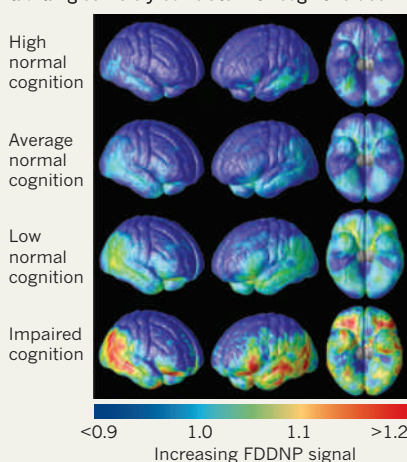 High
normal
cognition
Average
normal
cognition
Low
normal
cognition
Impaired
cognition
<0.9 1.0 1.1 >1.2
Increasing FDDNP signal